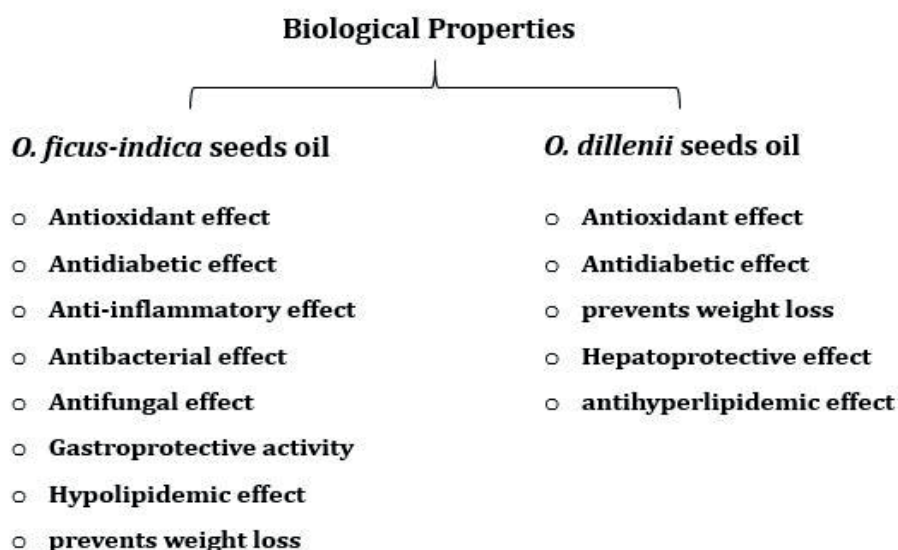 Biological Properties
O. ficus-indica seeds oil
○ Antioxidant effect
○ Antidiabetic effect
○ Anti-inflammatory effect
○ Antibacterial effect
○ Antifungal effect
○ Gastroprotective activity
○ Hypolipidemic effect
○ prevents weight loss
O. dillenii seeds oil
○ Antioxidant effect
○ Antidiabetic effect
○ prevents weight loss
○ Hepatoprotective effect
○ antihyperlipidemic effect